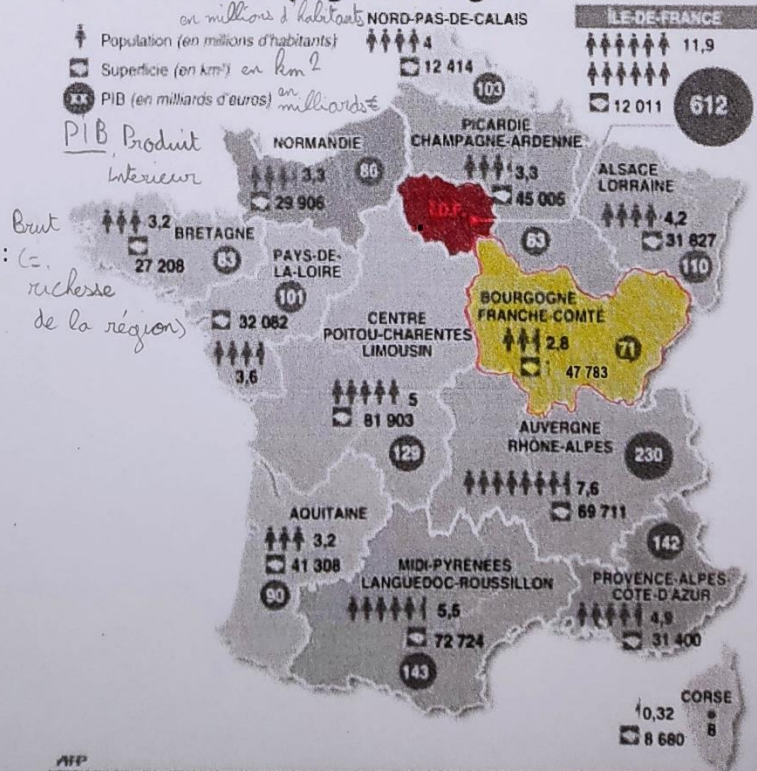 en millions d'habitants
Population (en millions d'habitants)
Superficie (en km²) en km2
XX PIB (en milliards d'euros) en milliards €
PIB Produit
Intérieur
Brut
: (=
richesse
de la région)
NORD-PAS-DE-CALAIS
4
12 414
103
ÎLE-DE-FRANCE
11,9
12 011
612
NORMANDIE
3,3
29 906
PICARDIE
CHAMPAGNE-ARDENNE
3,3
45 005
ALSACE
LORRAINE
4,2
31 827
110
3,2
BRETAGNE
27 208
83
PAYS-DE-
LA-LOIRE
101
32 082
3,6
CENTRE
POITOU-CHARENTES
LIMOUSIN
5
81 903
129
BOURGOGNE
FRANCHE-COMTÉ
2,8
71
47 783
AUVERGNE
RHÔNE-ALPES
230
7,6
69 711
AQUITAINE
3,2
41 308
90
MIDI-PYRÉNÉES
LANGUEDOC-ROUSSILLON
5,5
72 724
143
142
PROVENCE-ALPES-
CÔTE-D'AZUR
4,9
31 400
CORSE
0,32
8
8 680
AFP